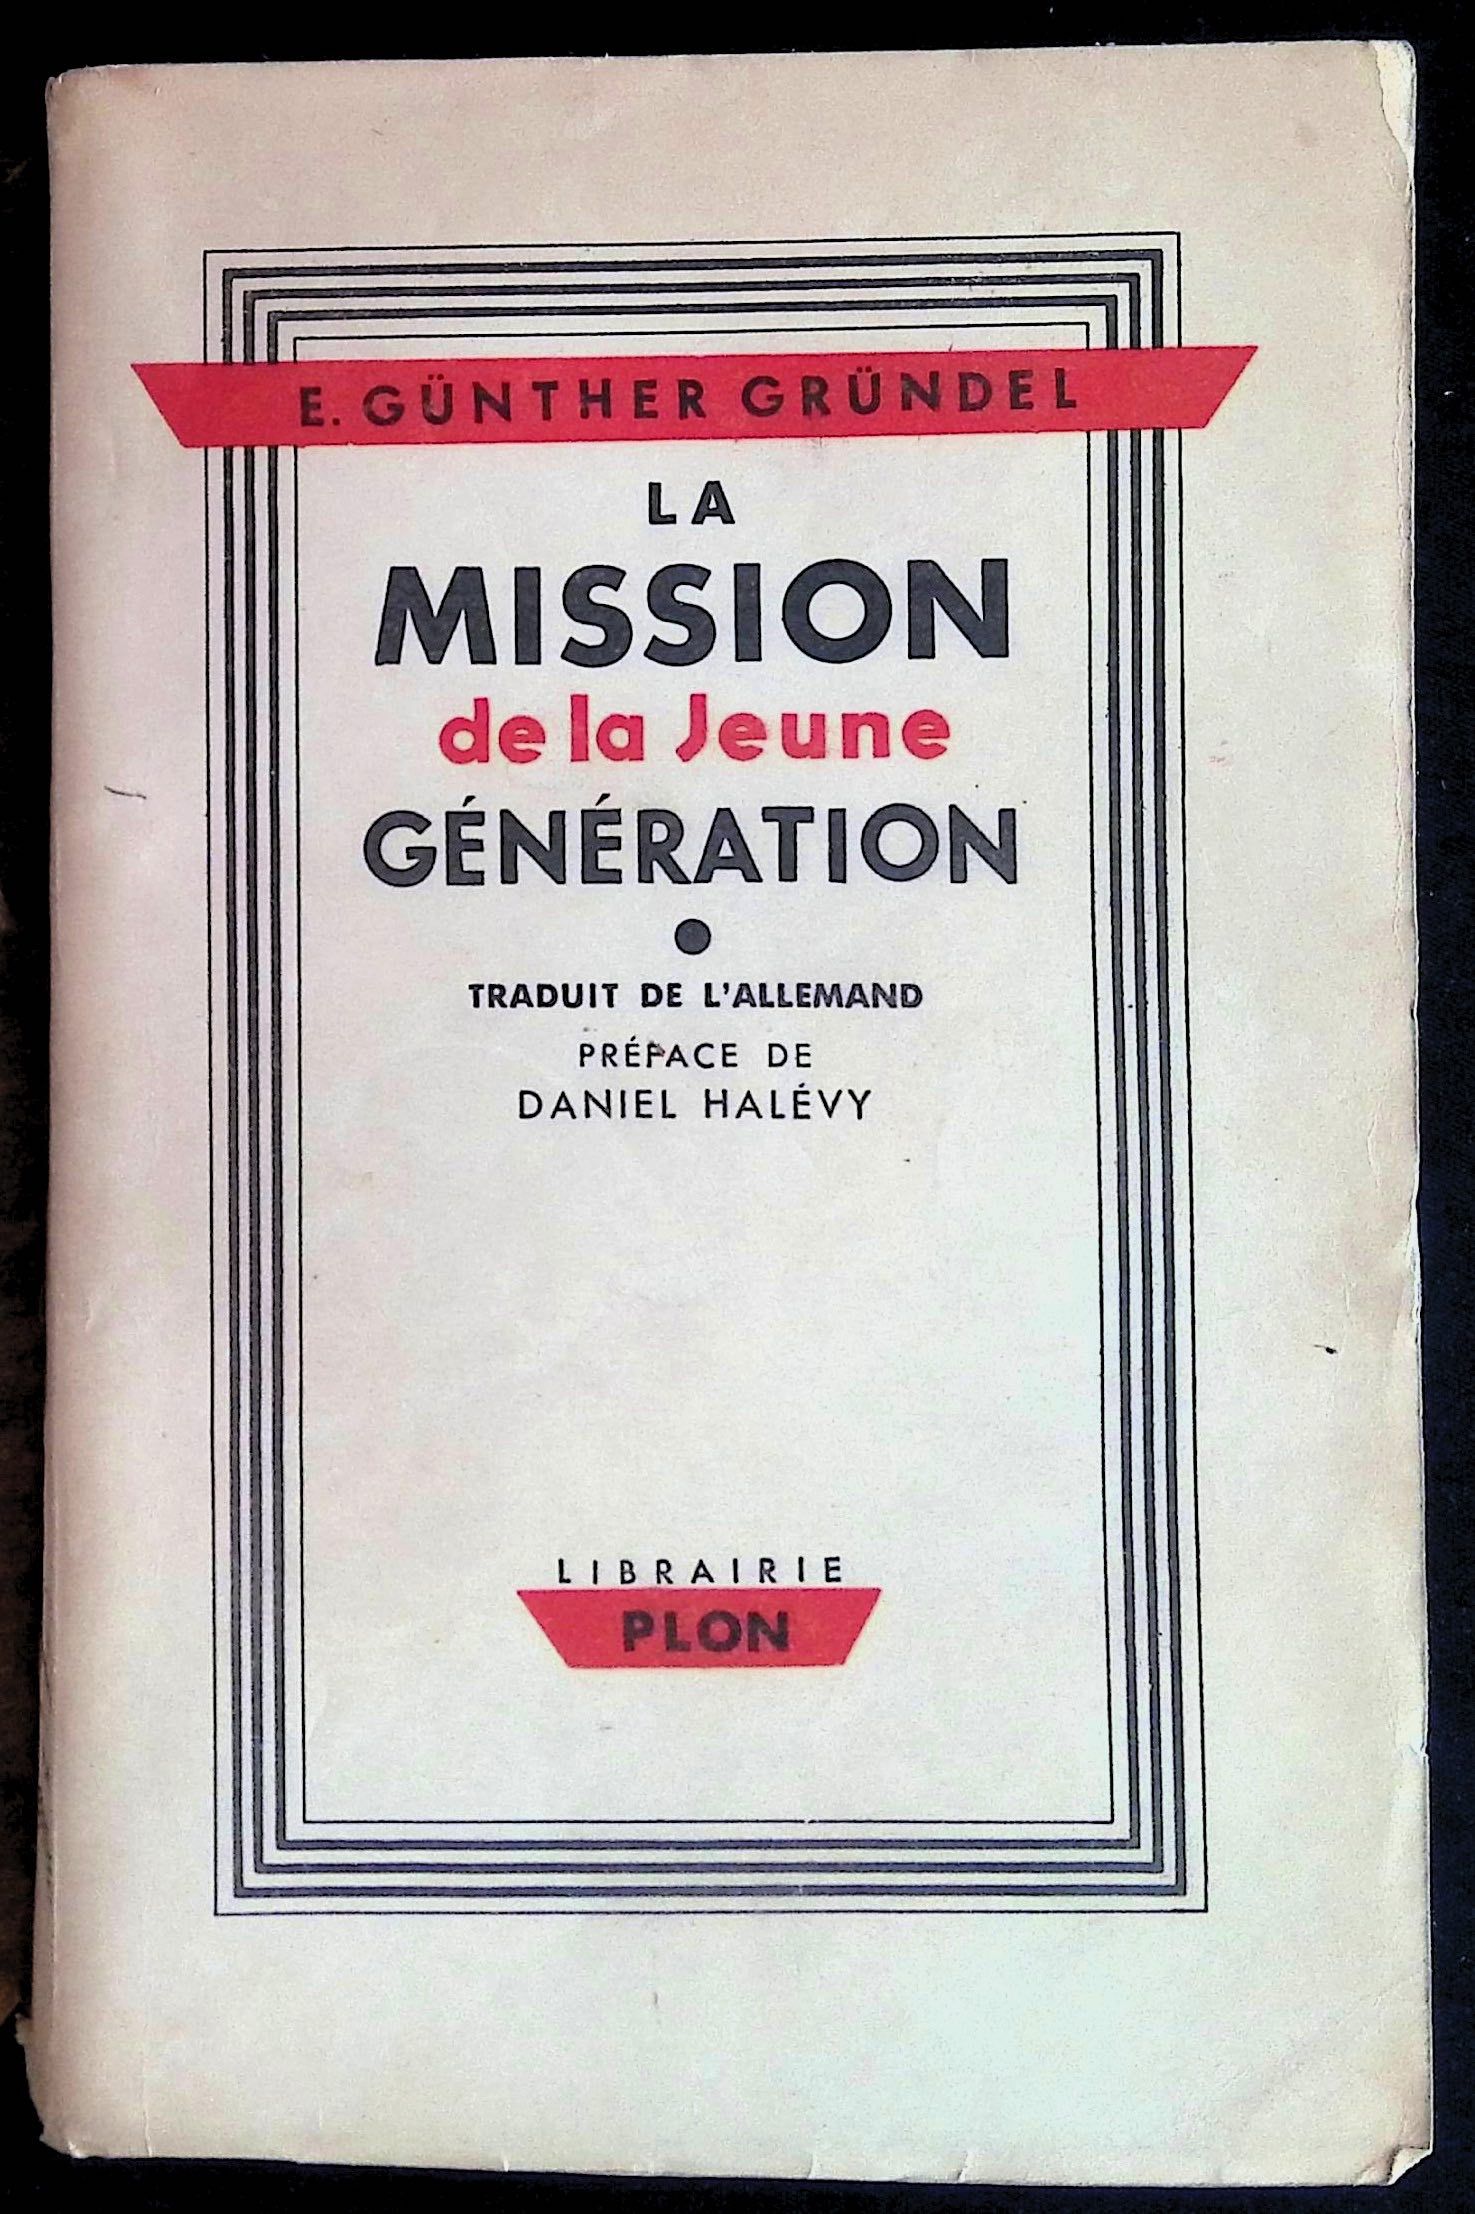 E. GÜNTHER GRÜNDEL
LA
MISSION
de la Jeune
GÉNÉRATION
TRADUIT DE L'ALLEMAND
PRÉFACE DE
DANIEL HALÉVY
LIBRAIRIE
PLON